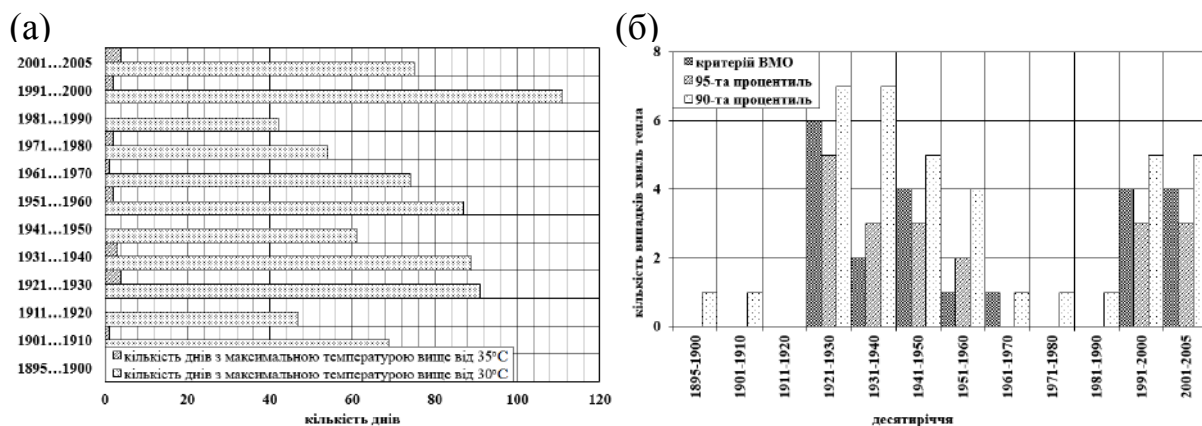 (а)
2001...2005
1991...2000
1981...1990
1971...1980
1961...1970
1951...1960
1941...1950
1931...1940
1921...1930
1911...1920
1901...1910
1895...1900
кількість днів з максимальною температурою вище від 35°С
кількість днів з максимальною температурою вище від 30°С
0 20 40 60 80 100 120
кількість днів
(б)
кількість випадків хвиль тепла
8
6
4
2
0
критерій ВМО
95-та процентиль
90-та процентиль
1895-1900
1901-1910
1911-1920
1921-1930
1931-1940
1941-1950
1951-1960
1961-1970
1971-1980
1981-1990
1991-2000
2001-2005
десятиріччя